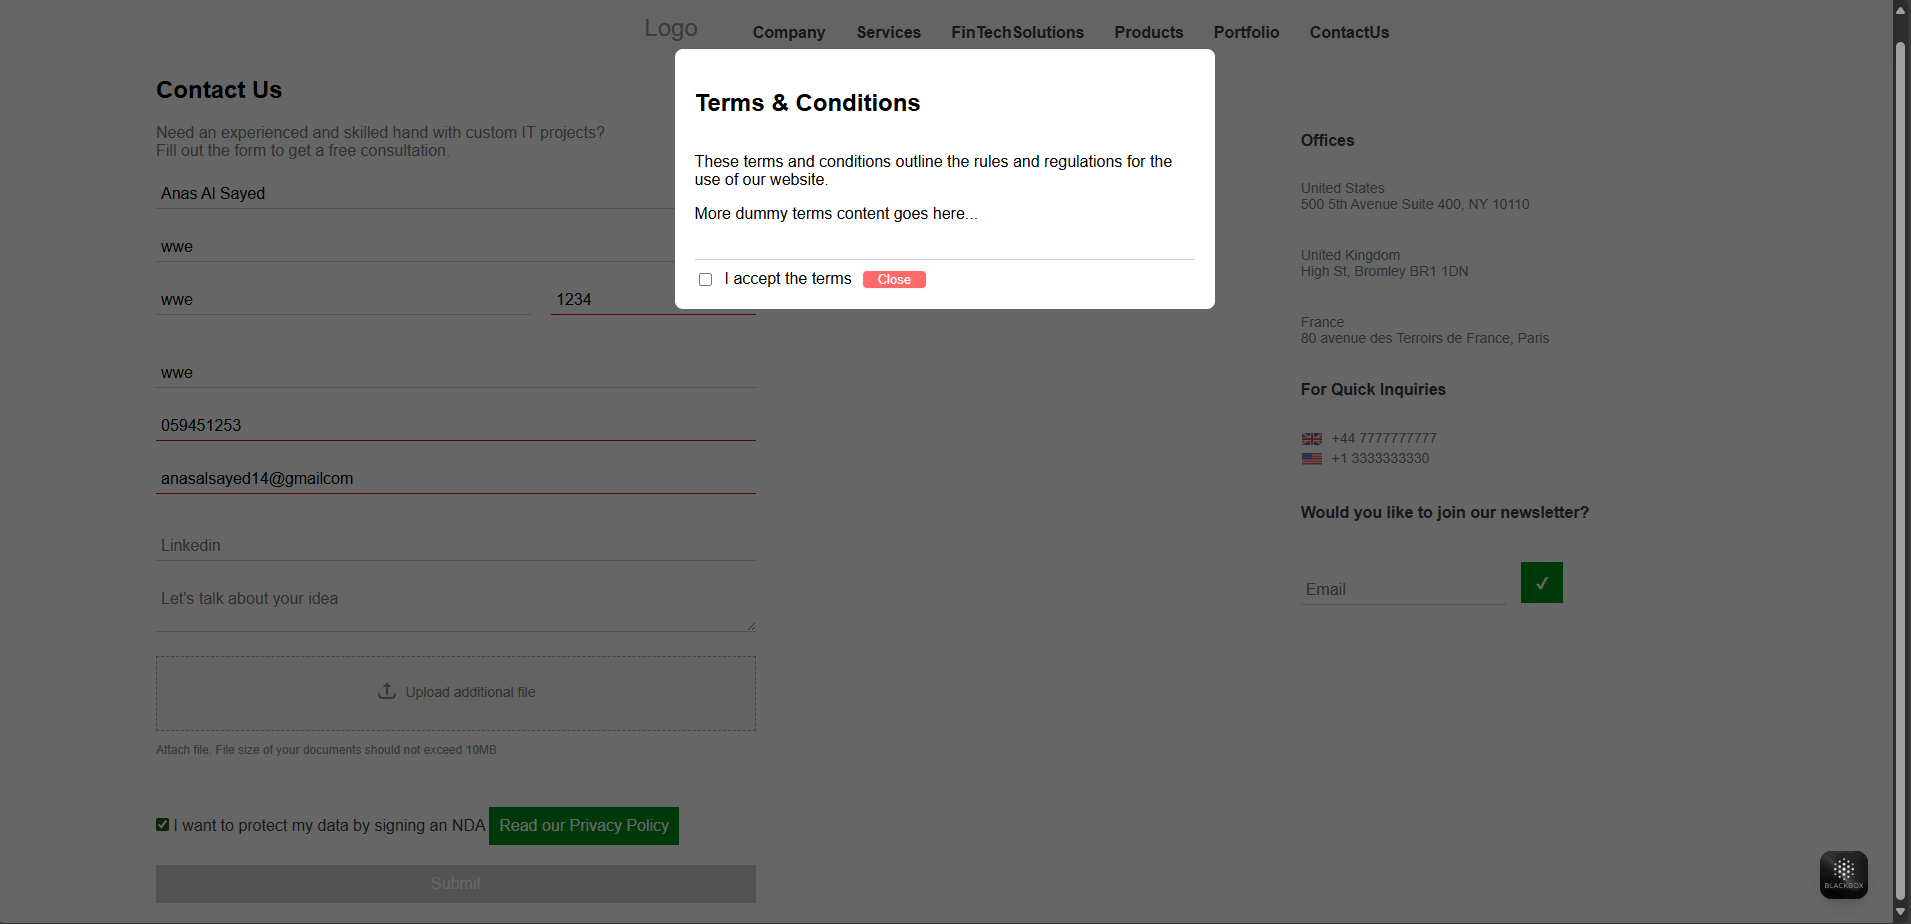 Logo
Company Services FinTechSolutions Products Portfolio ContactUs
Contact Us
Need an experienced and skilled hand with custom IT projects?
Fill out the form to get a free consultation.
Anas Al Sayed
wwe
wwe 1234
wwe
059451253
anasalsayed14@gmailcom
Linkedin
Let's talk about your idea
Upload additional file
Attach file. File size of your documents should not exceed 10MB
I want to protect my data by signing an NDA Read our Privacy Policy
Submit
Terms & Conditions
These terms and conditions outline the rules and regulations for the
use of our website.
More dummy terms content goes here...
I accept the terms Close
Offices
United States
500 5th Avenue Suite 400, NY 10110
United Kingdom
High St, Bromley BR1 1DN
France
80 avenue des Terroirs de France, Paris
For Quick Inquiries
+44 7777777777
+1 3333333330
Would you like to join our newsletter?
Email
BLACKBOX